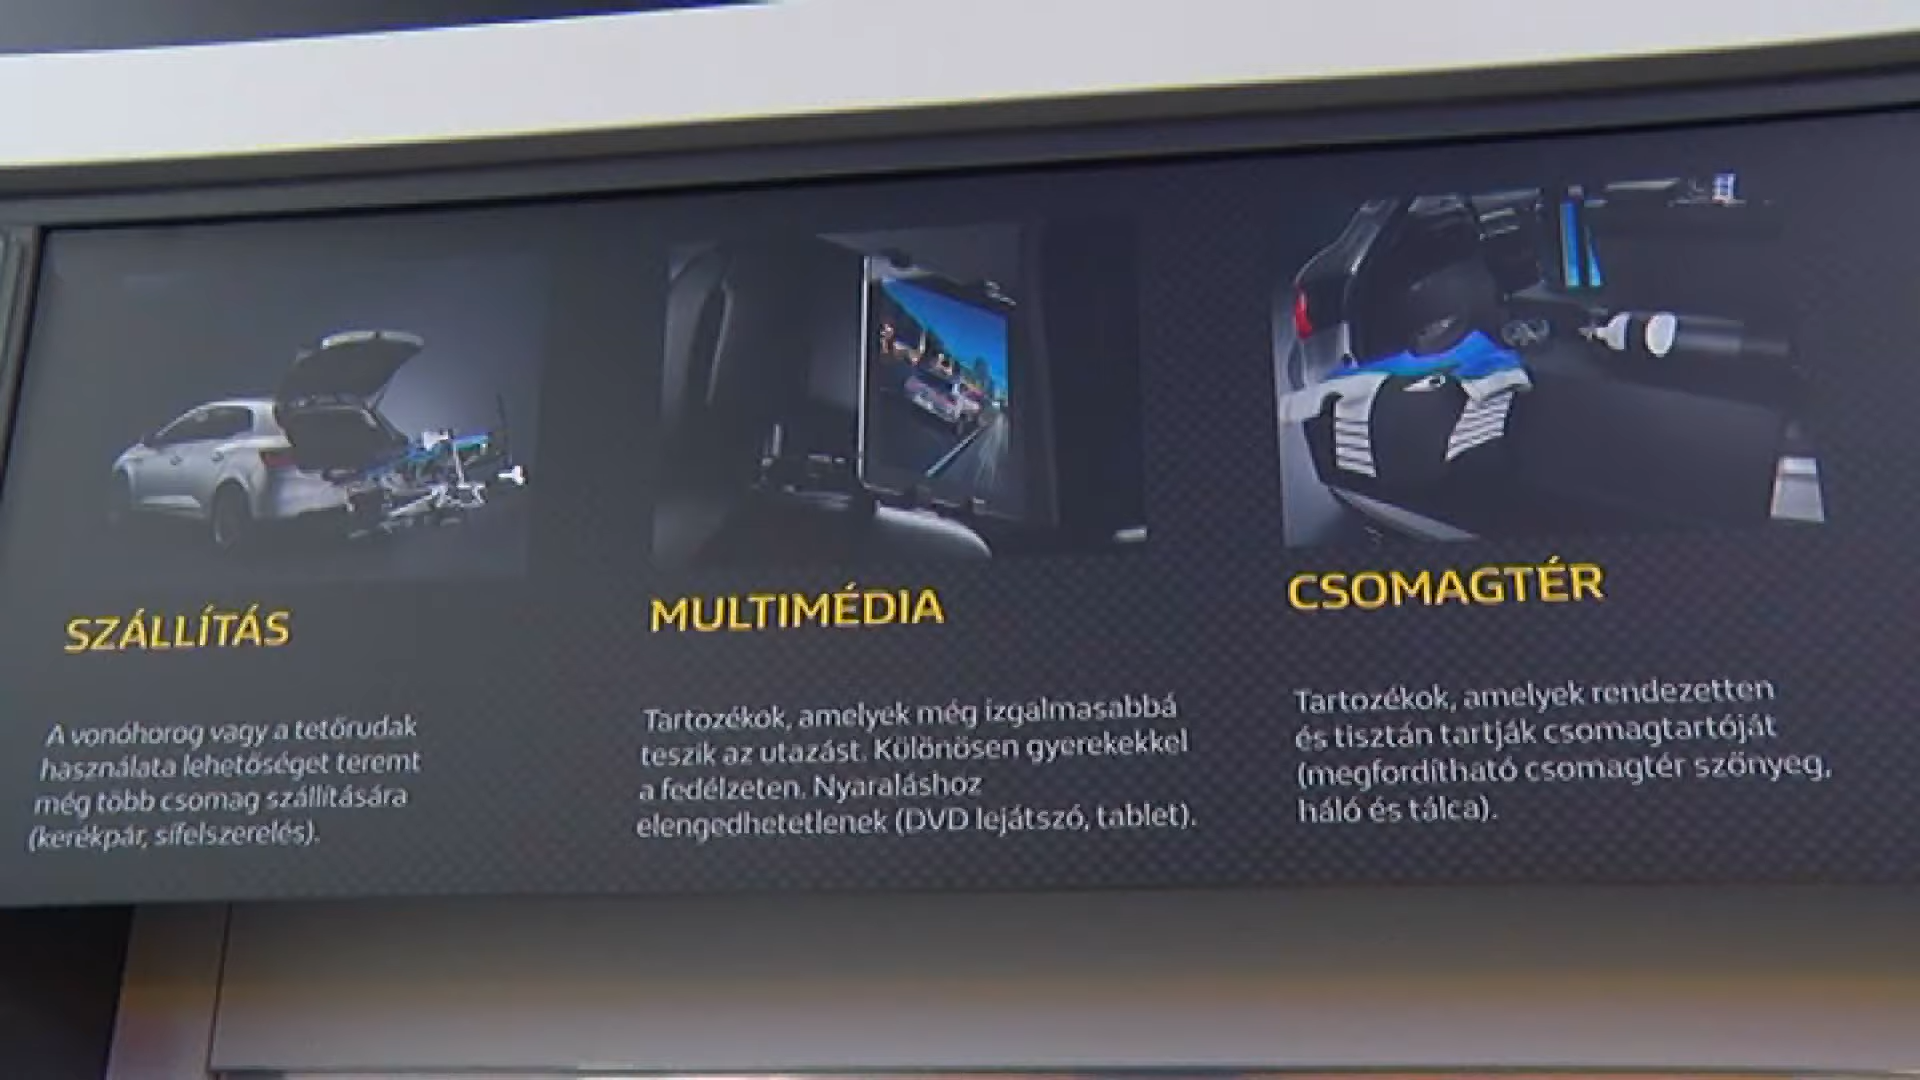 SZÁLLÍTÁS
A vonóhorog vagy a tetőrudak
használata lehetőséget teremt
még több csomag szállítására
(kerékpár, sífelszerelés).
MULTIMÉDIA
Tartozékok, amelyek még izgalmasabbá
teszik az utazást. Különösen gyerekekkel
a fedélzeten. Nyaraláshoz
elengedhetetlenek (DVD lejátszó, tablet).
CSOMAGTÉR
Tartozékok, amelyek rendezetten
és tisztán tartják csomagtartóját
(megfordítható csomagtér szőnyeg,
háló és tálca).